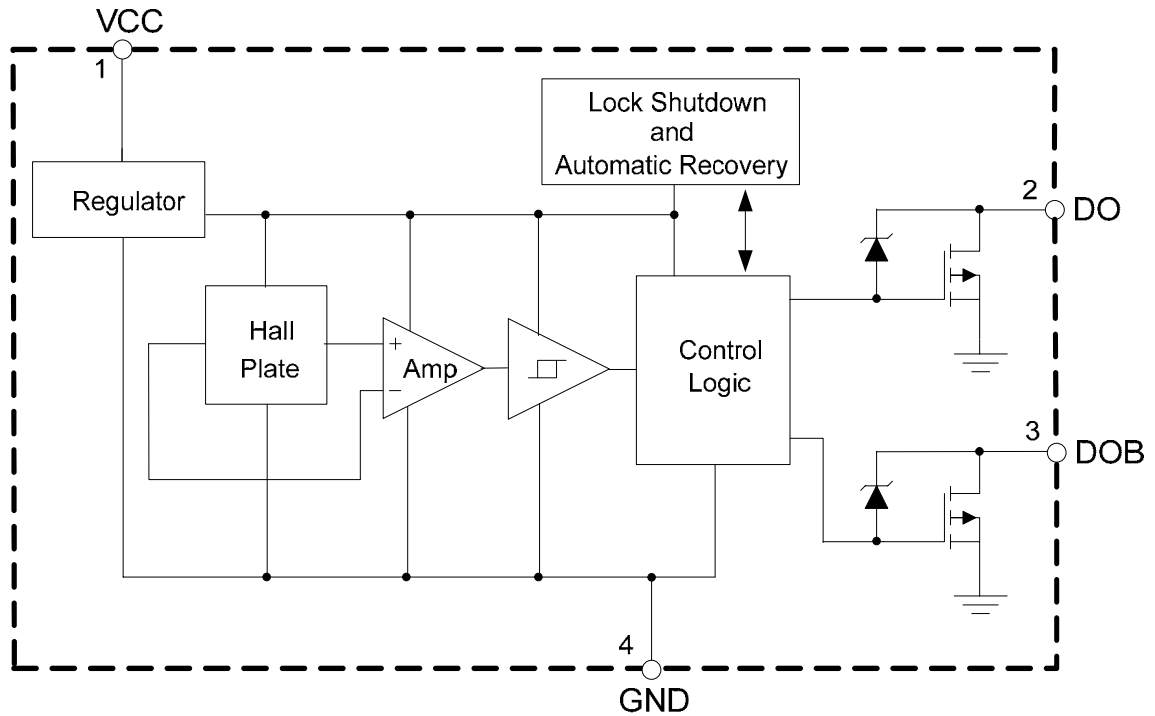 VCC
1
Lock Shutdown
and
Automatic Recovery
Regulator
2
DO
Hall
Plate
+
Amp
−
Control
Logic
3
DOB
4
GND